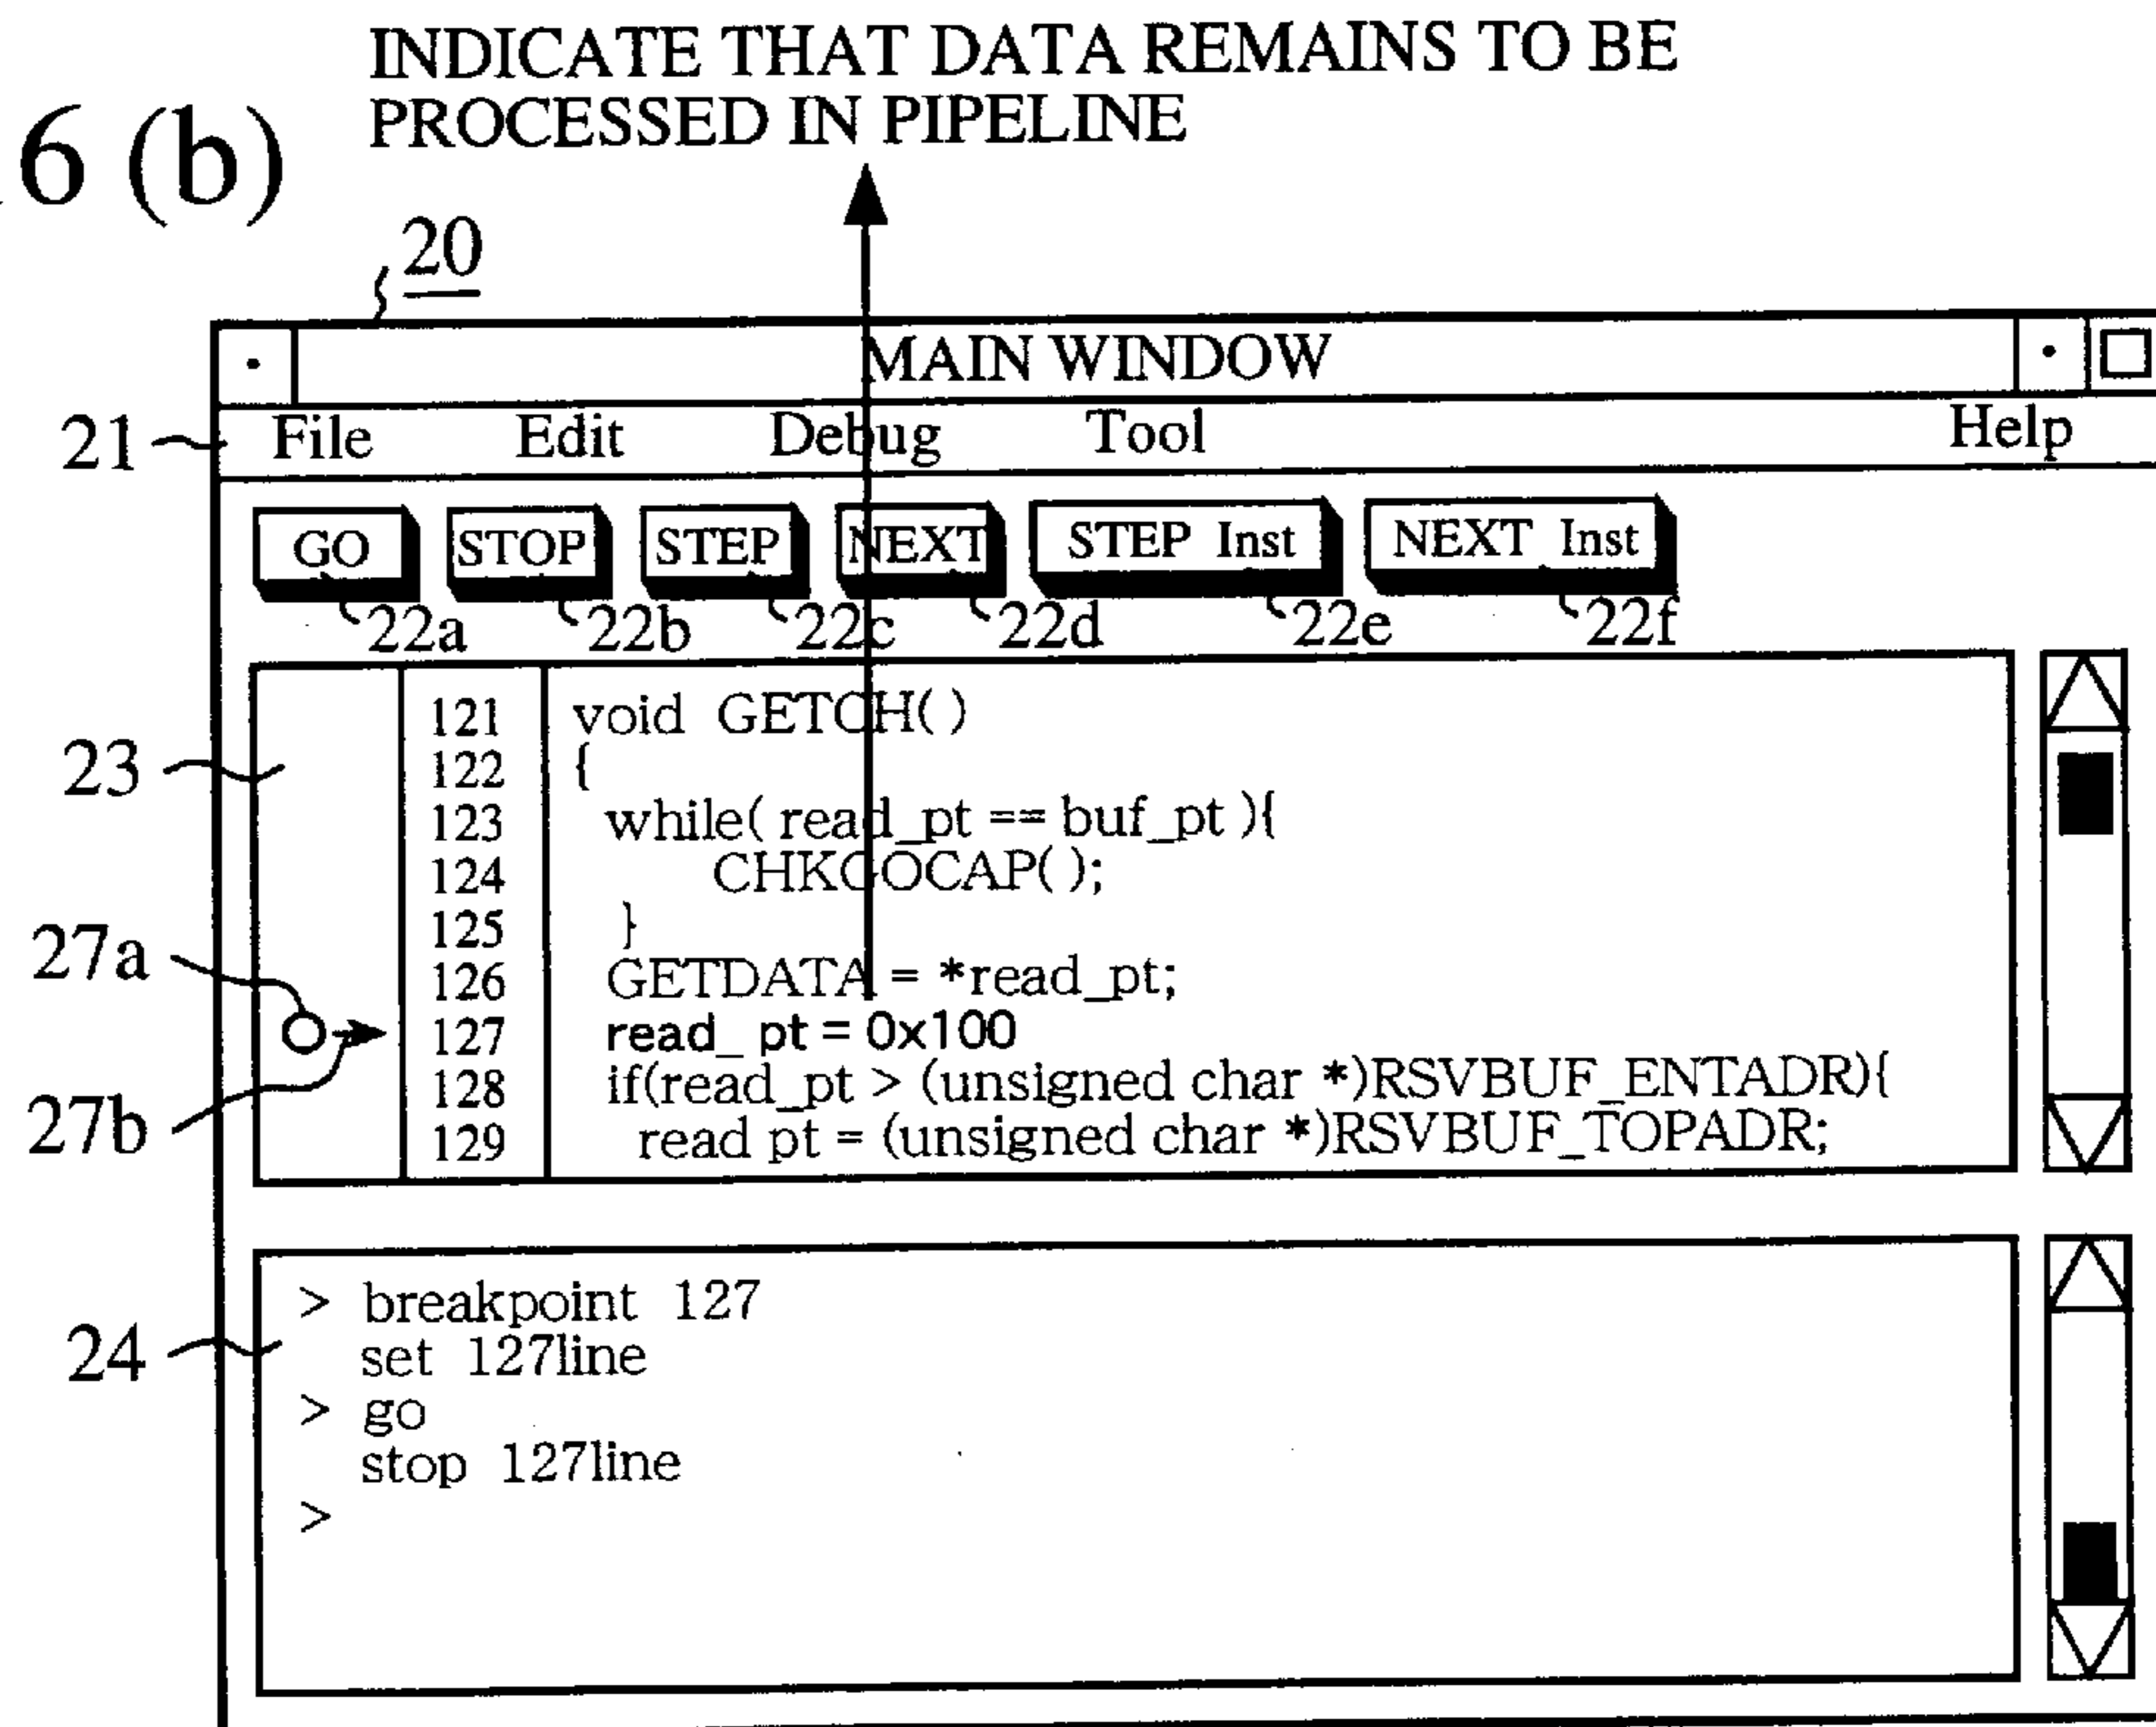 INDICATE THAT DATA REMAINS TO BE
PROCESSED IN PIPELINE
6 (b)
20
MAIN WINDOW
21
File Edit Debug Tool Help
GO STOP STEP NEXT STEP Inst NEXT Inst
22a 22b 22c 22d 22e 22f
23
121 void GETCH()
122 {
123 while( read_pt == buf_pt ){
124 CHKGOCAP();
125 }
27a
126 GETDATA = *read_pt;
127 read_ pt = 0x100
128 if(read_pt > (unsigned char *)RSVBUF_ENTADR){
27b
129 read pt = (unsigned char *)RSVBUF_TOPADR;
> breakpoint 127
24
set 127line
> go
stop 127line
>